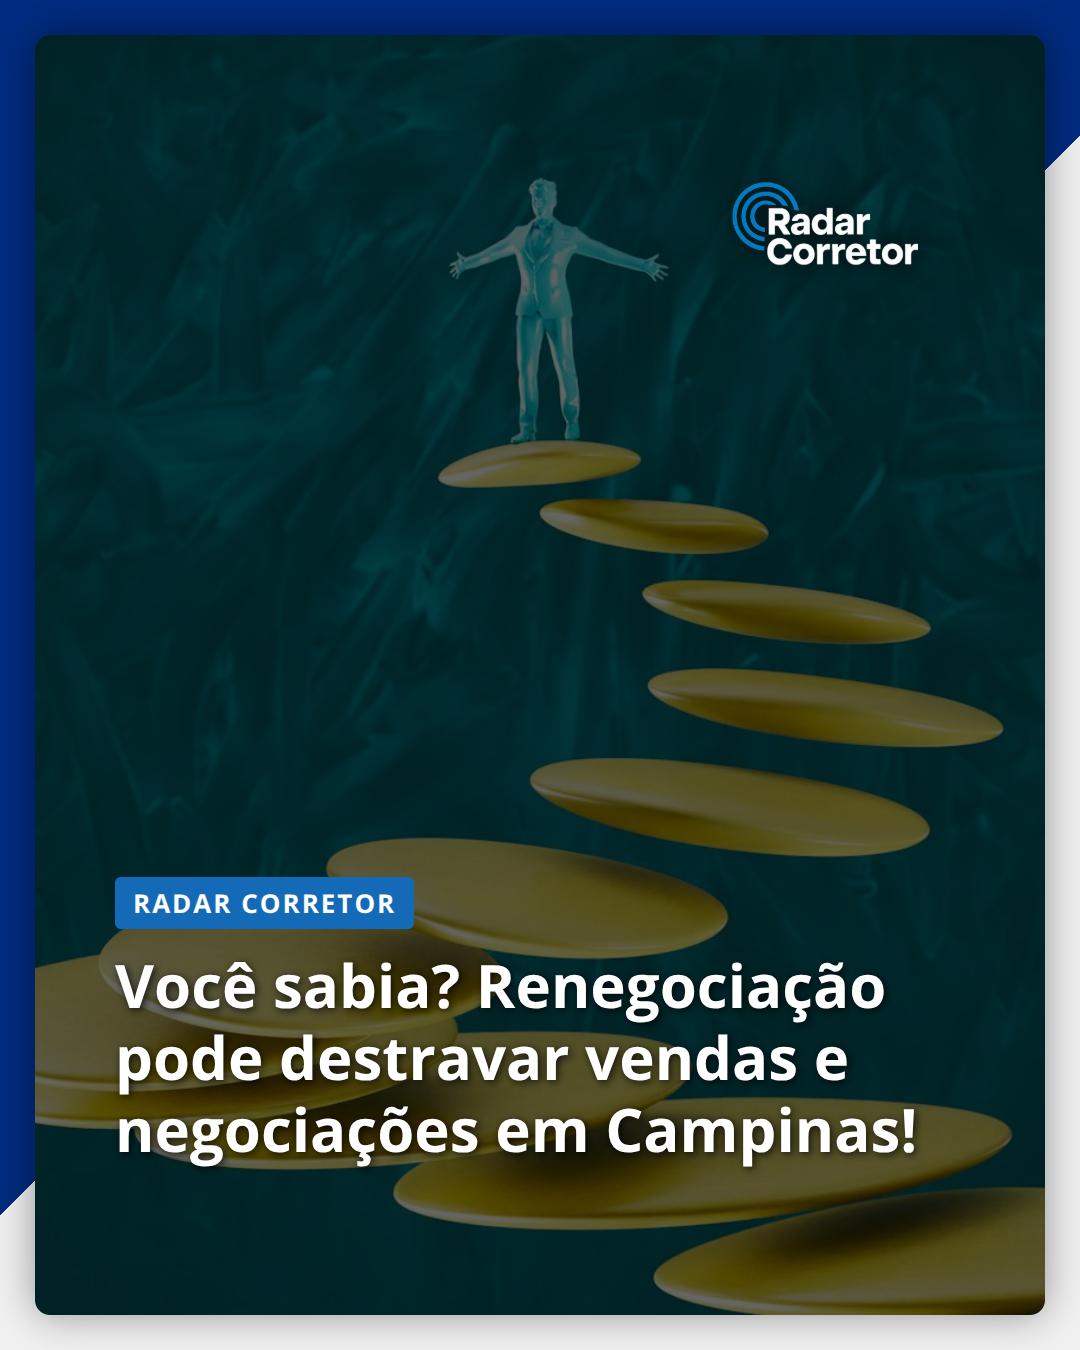 Radar
Corretor
RADAR CORRETOR
Você sabia? Renegociação
pode destravar vendas e
negociações em Campinas!